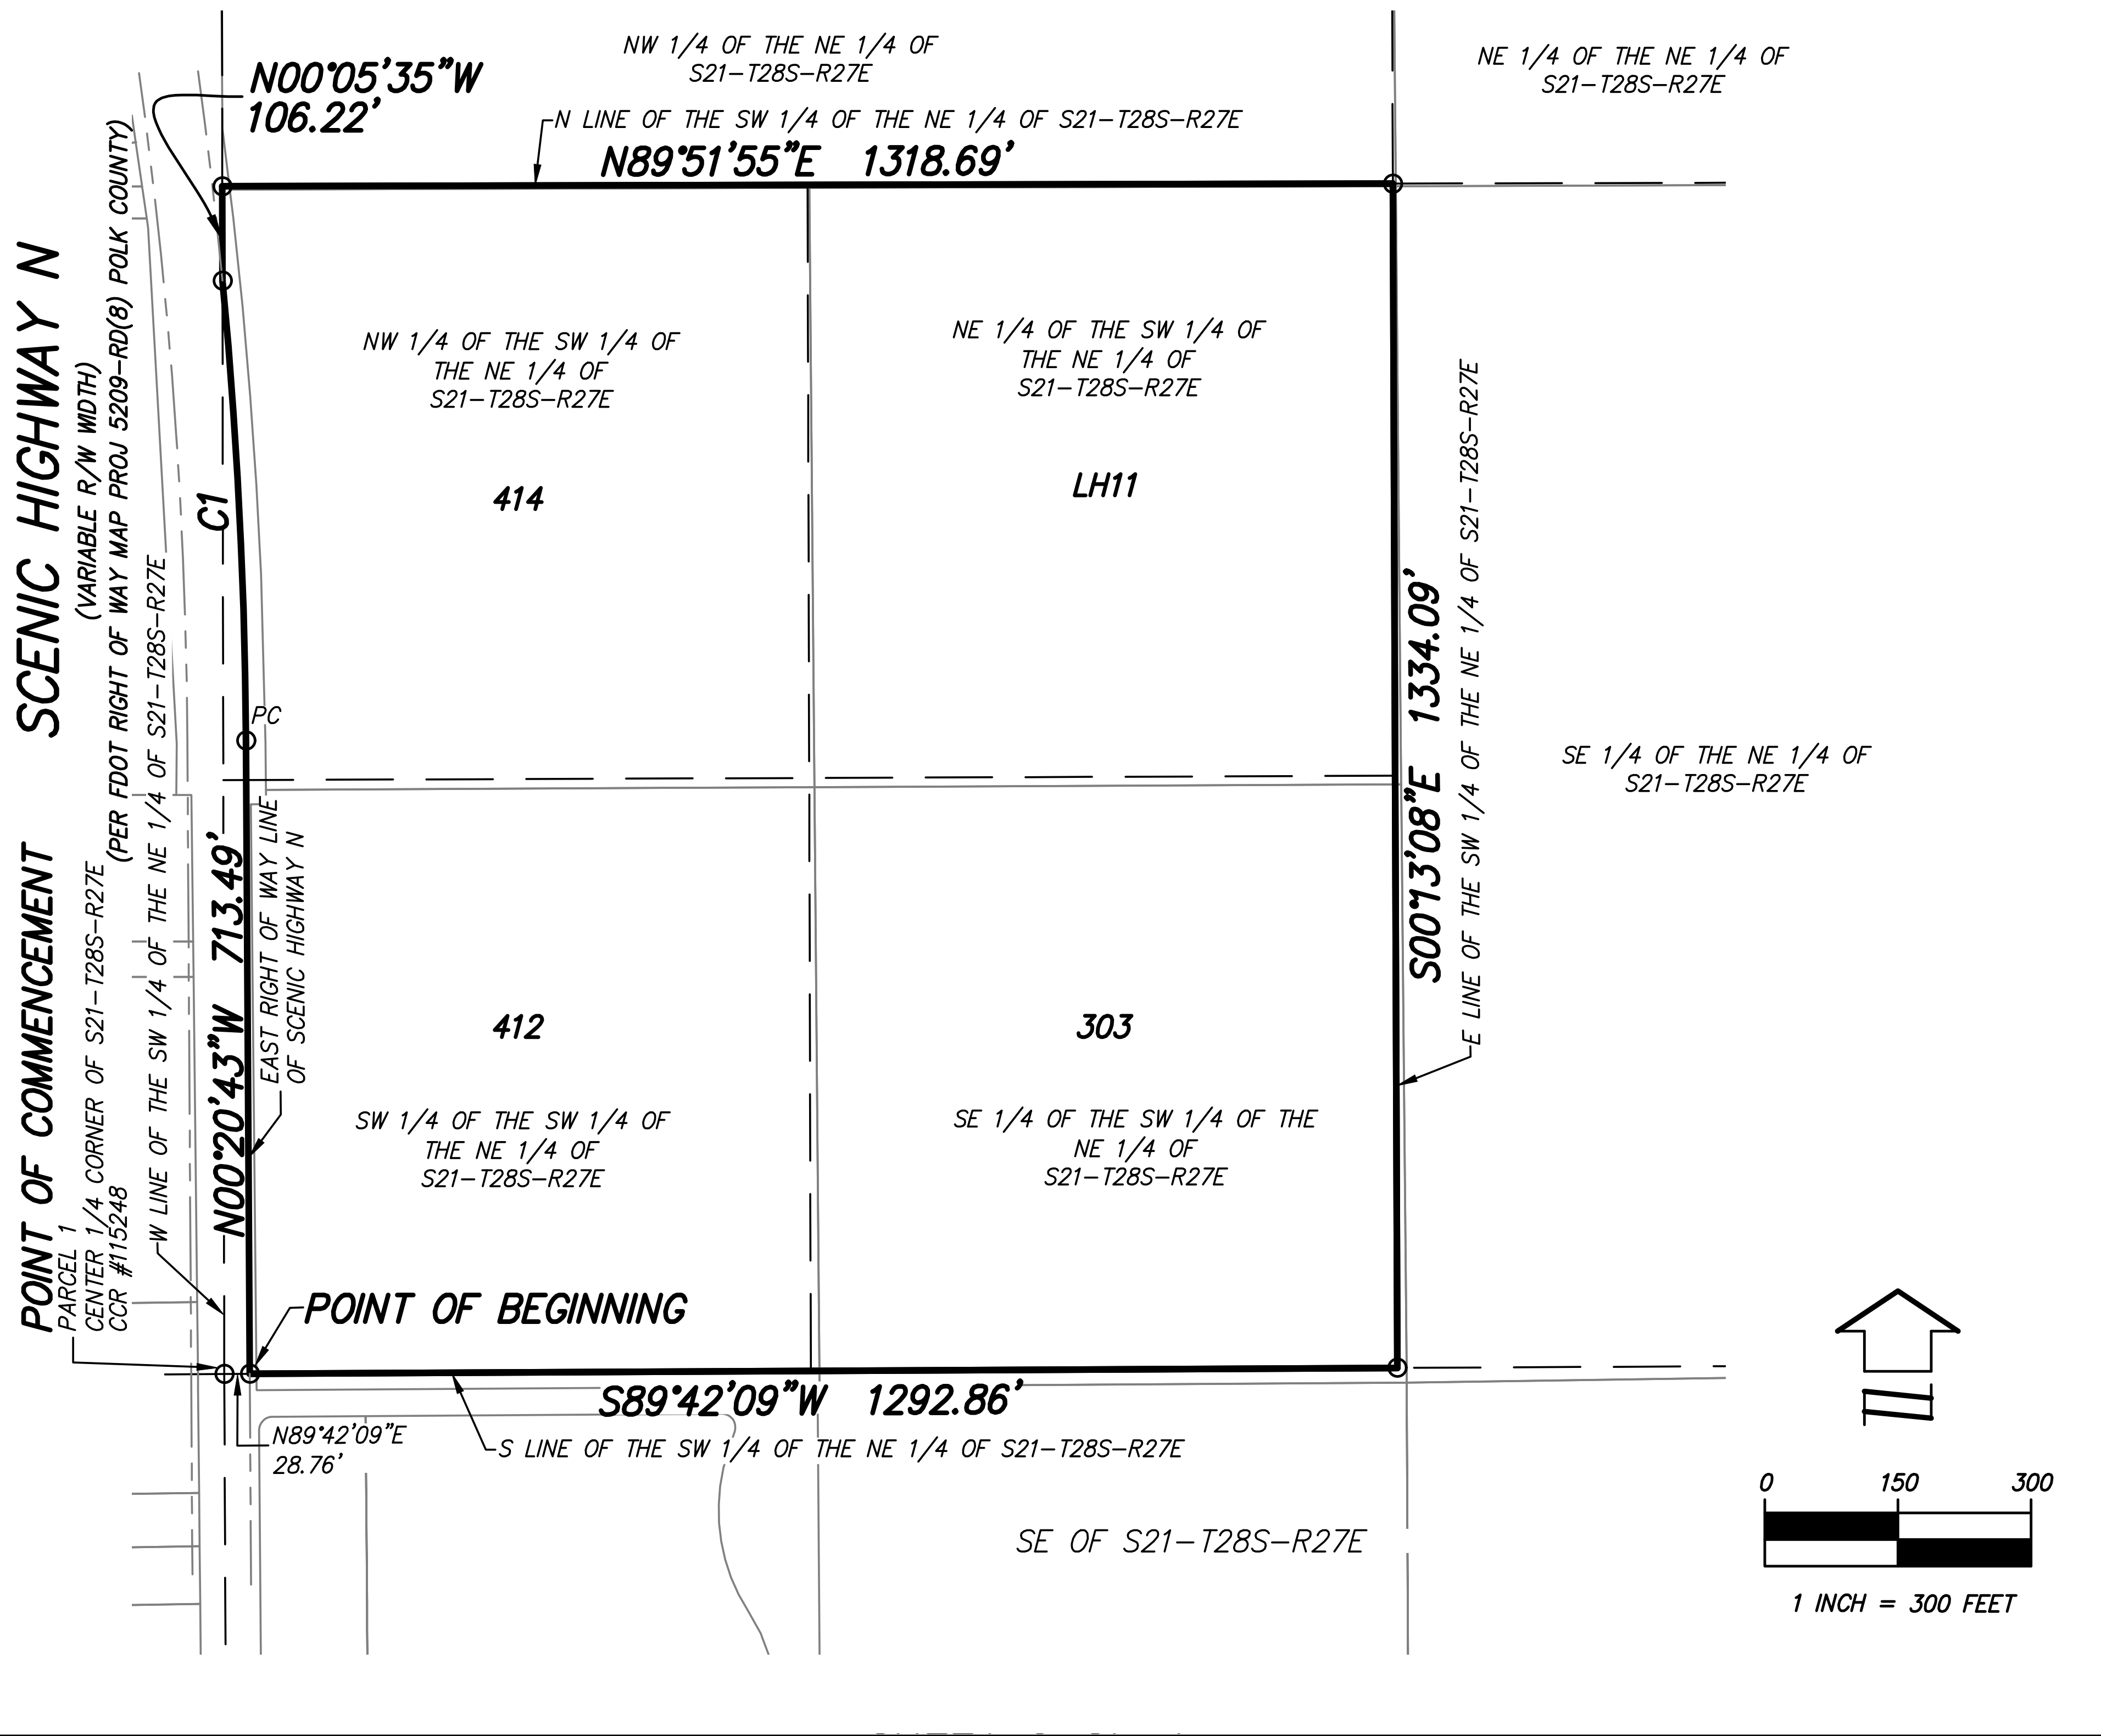 NW 1/4 OF THE NE 1/4 OF
S21-T28S-R27E
NE 1/4 OF THE NE 1/4 OF
S21-T28S-R27E
N00°05'35"W
106.22'
N LINE OF THE SW 1/4 OF THE NE 1/4 OF S21-T28S-R27E
N89°51'55"E 1318.69'
SCENIC HIGHWAY N
(VARIABLE R/W WIDTH)
(PER FDOT RIGHT OF WAY MAP PROJ 5209-RD(8) POLK COUNTY)
W LINE OF THE SW 1/4 OF THE NE 1/4 OF S21-T28S-R27E
NW 1/4 OF THE SW 1/4 OF
THE NE 1/4 OF
S21-T28S-R27E
414
NE 1/4 OF THE SW 1/4 OF
THE NE 1/4 OF
S21-T28S-R27E
LH11
C1
PC
S00°13'08"E 1334.09'
E LINE OF THE SW 1/4 OF THE NE 1/4 OF S21-T28S-R27E
SE 1/4 OF THE NE 1/4 OF
S21-T28S-R27E
POINT OF COMMENCEMENT
PARCEL 1
CENTER 1/4 CORNER OF S21-T28S-R27E
CCR #115248
N00°20'43"W 713.49'
EAST RIGHT OF WAY LINE
OF SCENIC HIGHWAY N
412
SW 1/4 OF THE SW 1/4 OF
THE NE 1/4 OF
S21-T28S-R27E
303
SE 1/4 OF THE SW 1/4 OF THE
NE 1/4 OF
S21-T28S-R27E
POINT OF BEGINNING
S89°42'09"W 1292.86'
N89°42'09"E
28.76'
S LINE OF THE SW 1/4 OF THE NE 1/4 OF S21-T28S-R27E
SE OF S21-T28S-R27E
0 150 300
1 INCH = 300 FEET